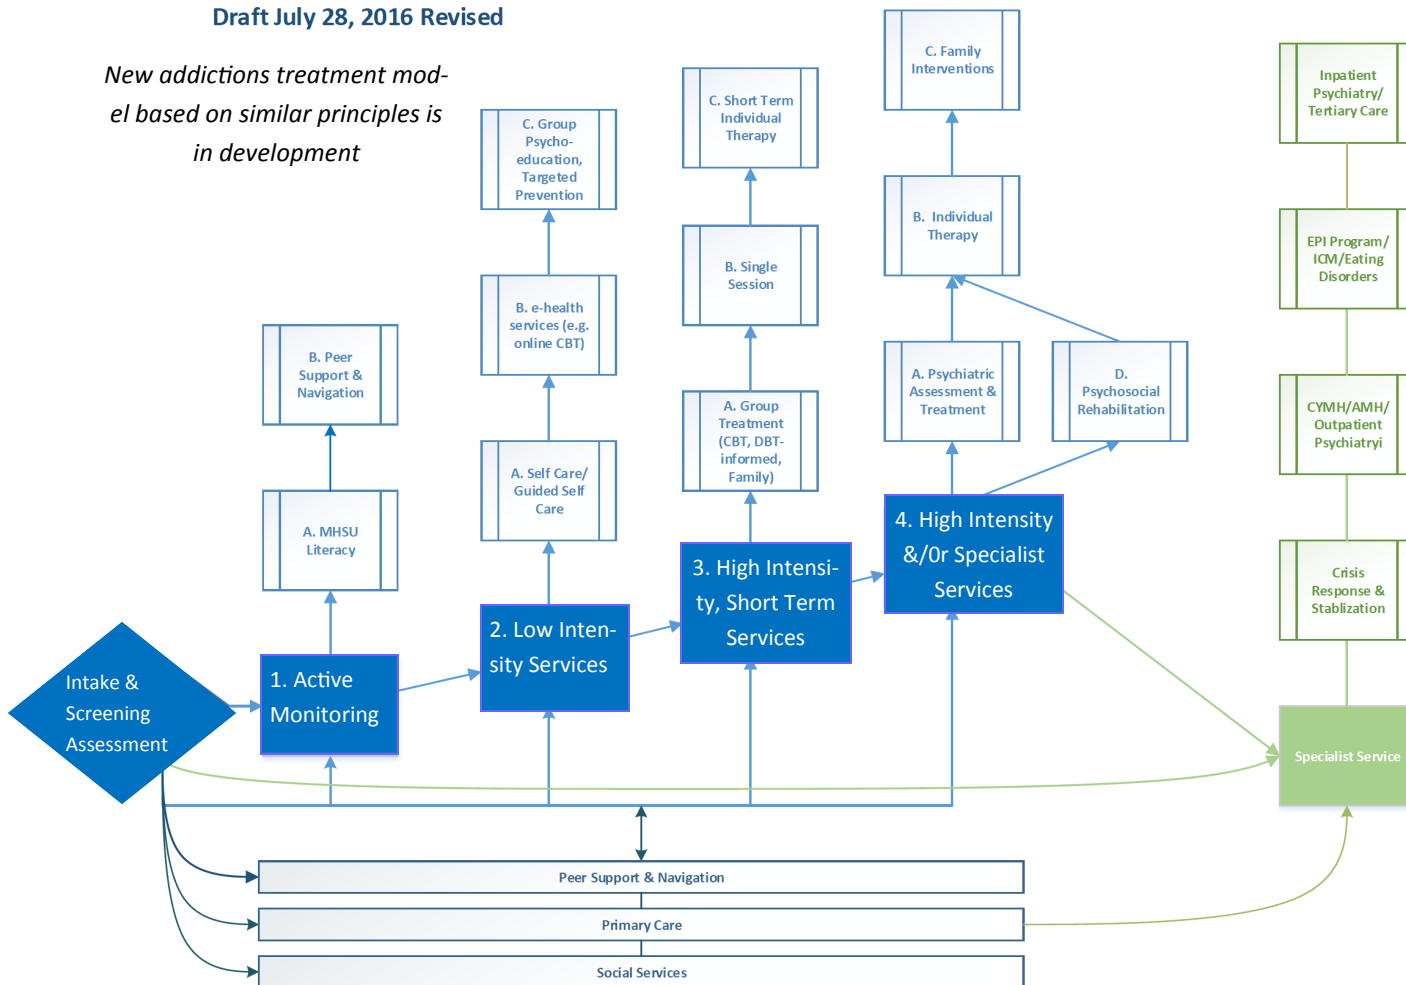 Draft July 28, 2016 Revised
New addictions treatment mod-
el based on similar principles is
in development
C. Family
Interventions
B. Individual
Therapy
A. Psychiatric
Assessment &
Treatment
D.
Psychosocial
Rehabilitation
4. High Intensity
&/0r Specialist
Services
C. Short Term
Individual
Therapy
B. Single
Session
A. Group
Treatment
(CBT, DBT-
informed,
Family)
3. High Intensi-
ty, Short Term
Services
C. Group
Psycho-
education,
Targeted
Prevention
B. e-health
services (e.g.
online CBT)
A. Self Care/
Guided Self
Care
2. Low Inten-
sity Services
B. Peer
Support &
Navigation
A. MHSU
Literacy
1. Active
Monitoring
Intake &
Screening
Assessment
Inpatient
Psychiatry/
Tertiary Care
EPI Program/
ICM/Eating
Disorders
CYMH/AMH/
Outpatient
Psychiatryi
Crisis
Response &
Stablization
Specialist Service
Peer Support & Navigation
Primary Care
Social Services